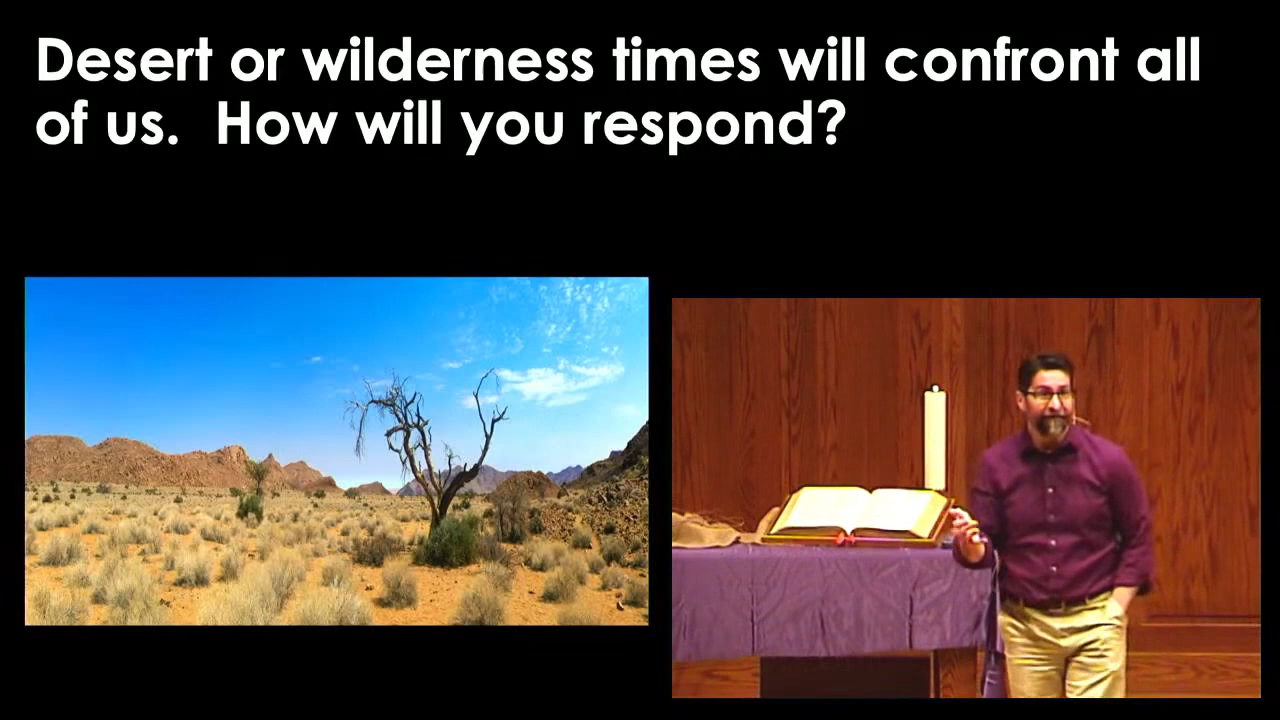 Desert or wilderness times will confront all
of us.  How will you respond?